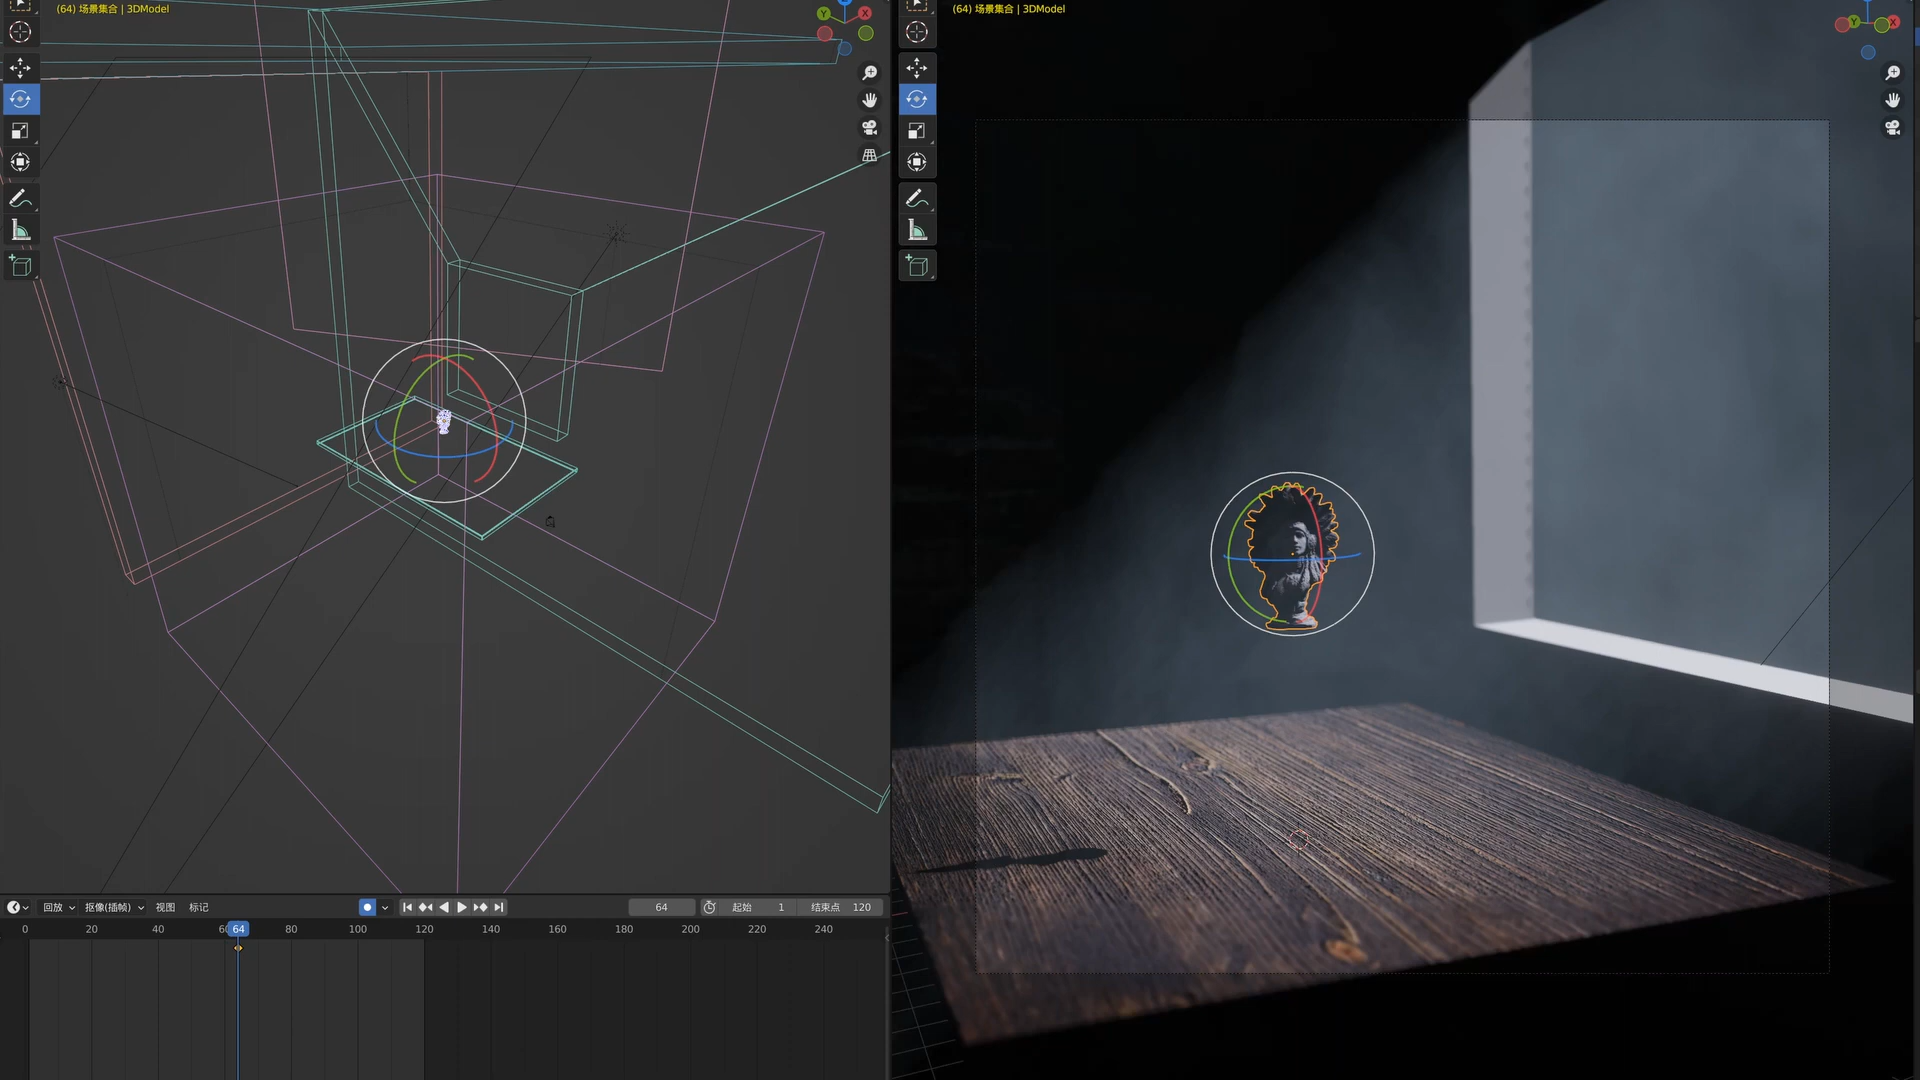 (64) 场景集合 | 3DModel
Y X
(64) 场景集合 | 3DModel
Y X
回放 抠像(插帧) 视图 标记 64 起始 1 结束点 120
0 20 40 60 64 80 100 120 140 160 180 200 220 240